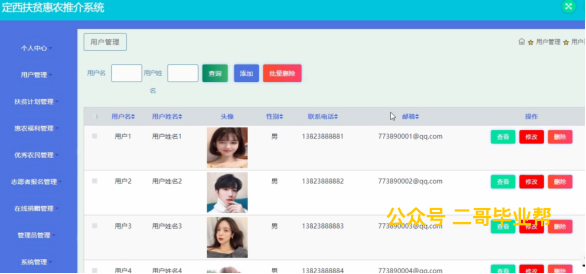 定西扶贫惠农推介系统
个人中心
用户管理
扶贫计划管理
惠农福利管理
优秀农民管理
志愿者报名管理
在线捐赠管理
管理员管理
系统管理
用户管理
用户管理
用户名
用户姓名
查询
添加
批量删除
用户名 用户姓名 头像 性别 联系电话 邮箱 操作
用户1 用户姓名1 男 13823888881 773890001@qq.com 查看 修改 删除
用户2 用户姓名2 男 13823888882 773890002@qq.com 查看 修改 删除
用户3 用户姓名3 男 13823888883 773890003@qq.com 查看 修改 删除
公众号 二哥毕业帮
用户4 用户姓名4 男 13823888884 773890004@qq.com 查看 修改 删除